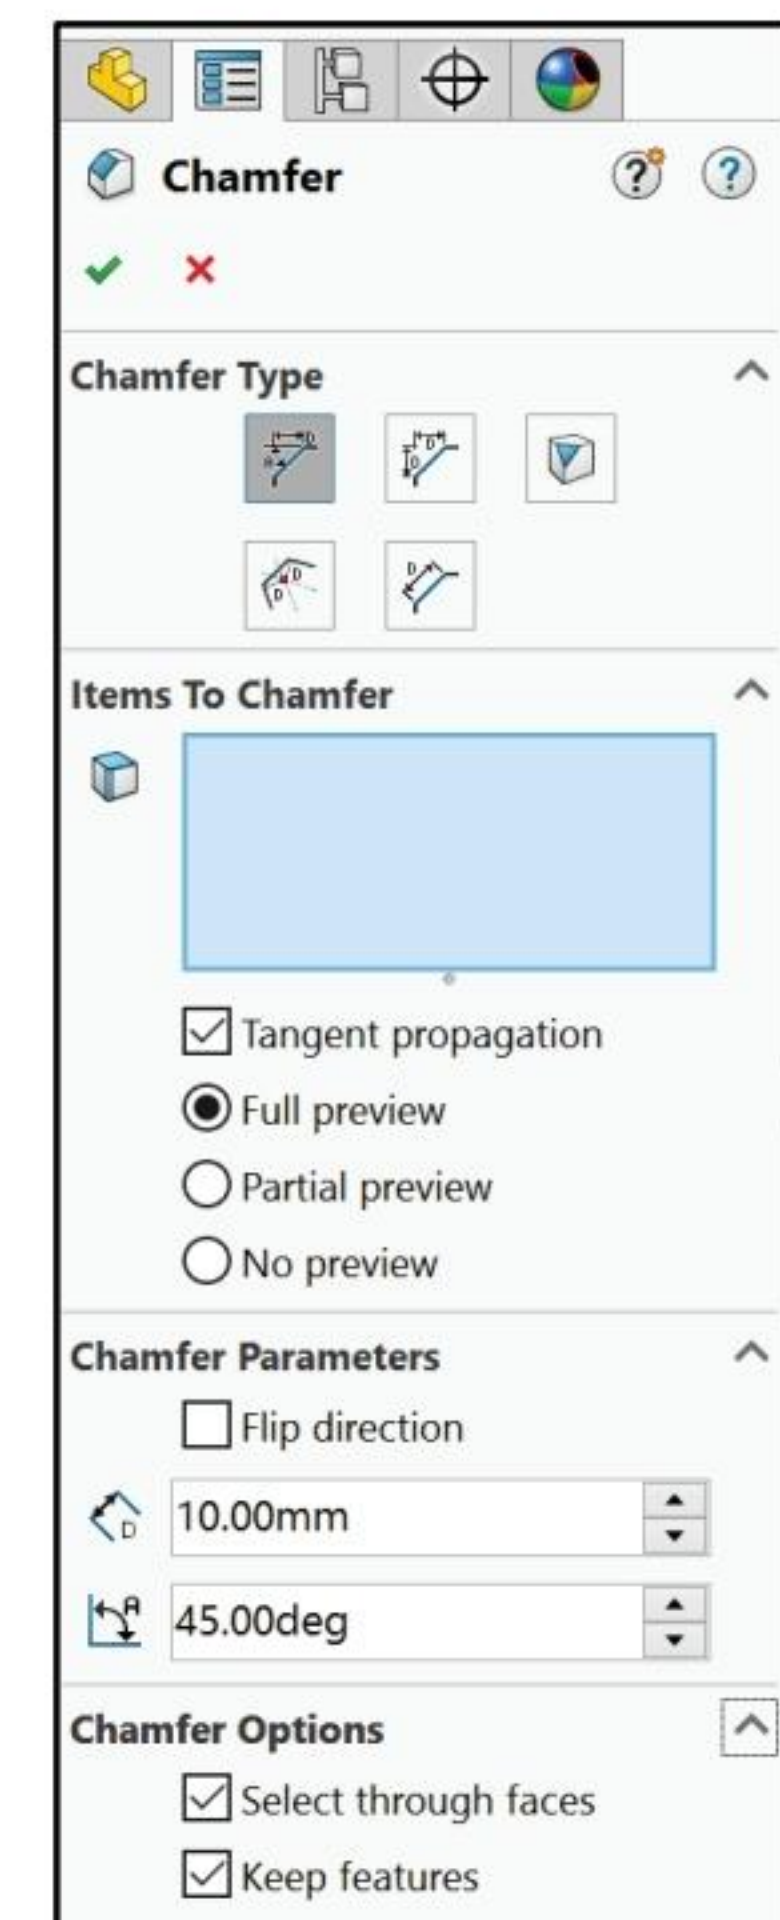 Chamfer
Chamfer Type
Items To Chamfer
Tangent propagation
Full preview
Partial preview
No preview
Chamfer Parameters
Flip direction
D 10.00mm
A 45.00deg
Chamfer Options
Select through faces
Keep features